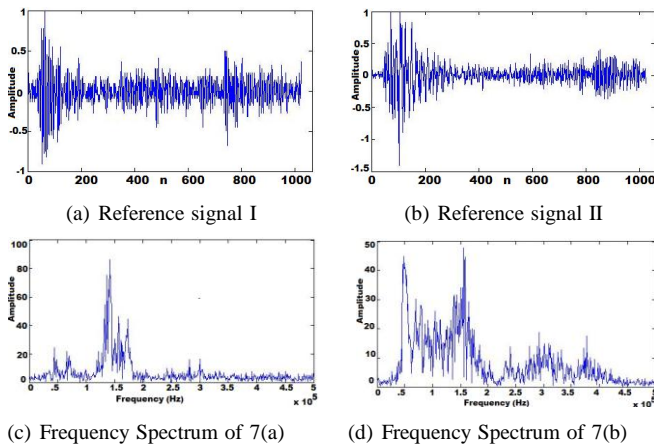 1
0.5
0
-0.5
-1
Amplitude
0 200 400 600 n 800 1000
(a) Reference signal I
1
0.5
0
-0.5
-1
-1.5
Amplitude
0 200 400 600 n 800 1000
(b) Reference signal II
100
80
60
40
20
0
Amplitude
0 0.5 1 1.5 2 2.5 3 3.5 4 4.5 5
Frequency (Hz)
x 10^5
(c) Frequency Spectrum of 7(a)
50
40
30
20
10
0
Amplitude
0 0.5 1 1.5 2 2.5 3 3.5 4 4.5 5
Frequency (Hz)
x 10^5
(d) Frequency Spectrum of 7(b)